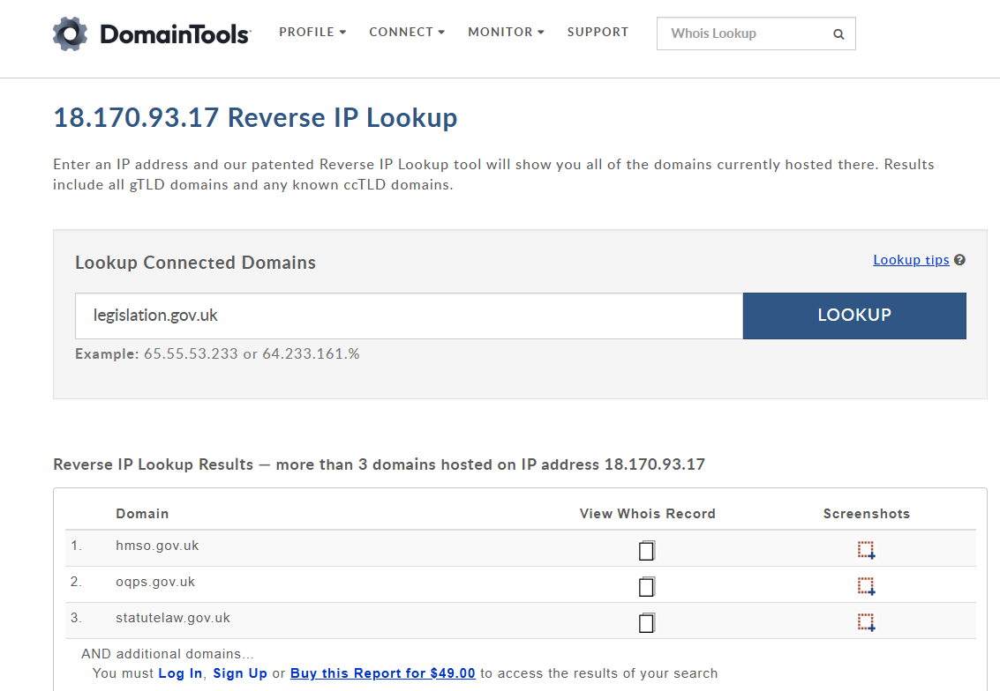 DomainTools PROFILE CONNECT MONITOR SUPPORT Whois Lookup
18.170.93.17 Reverse IP Lookup
Enter an IP address and our patented Reverse IP Lookup tool will show you all of the domains currently hosted there. Results
include all gTLD domains and any known ccTLD domains.
Lookup Connected Domains Lookup tips ?
legislation.gov.uk LOOKUP
Example: 65.55.53.233 or 64.233.161.%
Reverse IP Lookup Results — more than 3 domains hosted on IP address 18.170.93.17
Domain View Whois Record Screenshots
1. hmso.gov.uk
2. oqps.gov.uk
3. statutelaw.gov.uk
AND additional domains...
You must Log In, Sign Up or Buy this Report for $49.00 to access the results of your search